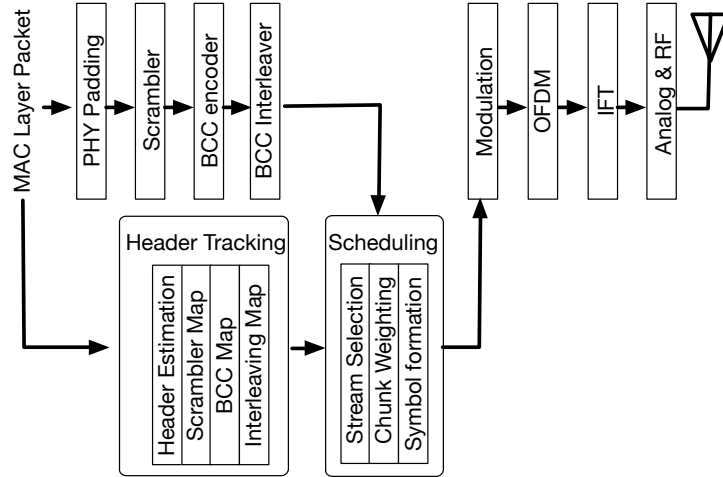 MAC Layer Packet
PHY Padding
Scrambler
BCC encoder
BCC Interleaver
Modulation
OFDM
IFT
Analog & RF
Header Tracking
Header Estimation
Scrambler Map
BCC Map
Interleaving Map
Scheduling
Stream Selection
Chunk Weighting
Symbol formation